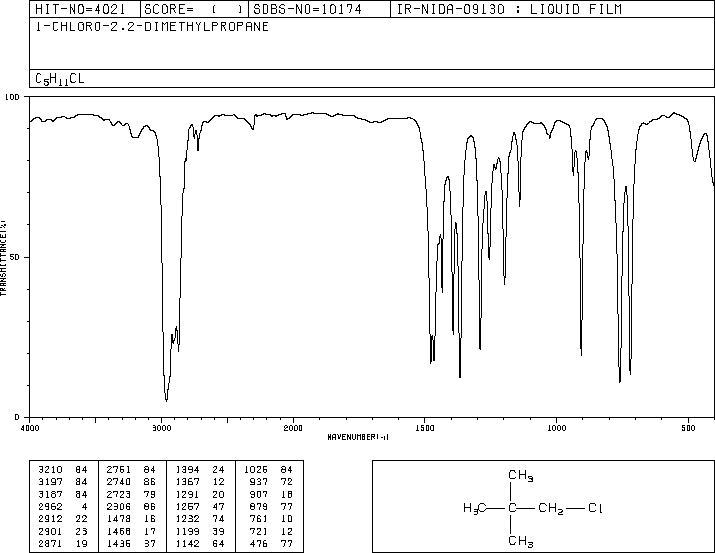 HIT-NO=4021 SCORE= ( ) SDBS-NO=10174 IR-NIDA-09130 : LIQUID FILM
1-CHLORO-2,2-DIMETHYLPROPANE
C5H11CL
100
50
0
TRANSMITTANCE(%)
4000 3000 2000 1500 1000 500
WAVENUMBER(-1)
3210 84 2751 84 1394 24 1026 84
3197 84 2740 86 1367 12 937 72
3187 84 2723 79 1291 20 907 18
2962 4 2306 86 1257 47 879 77
2912 22 1478 16 1232 74 761 10
2901 23 1468 17 1199 39 721 12
2871 19 1436 37 1142 64 476 77
CH3
H3C C CH2 Cl
CH3